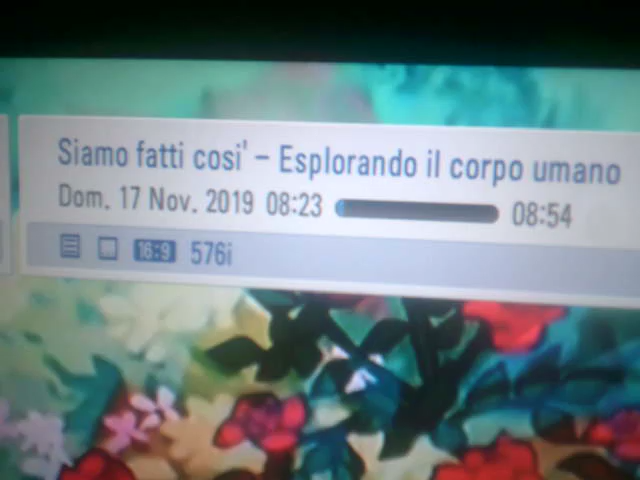 Siamo fatti cosi' – Esplorando il corpo umano
Dom. 17 Nov. 2019 08:23 08:54
16:9 576i